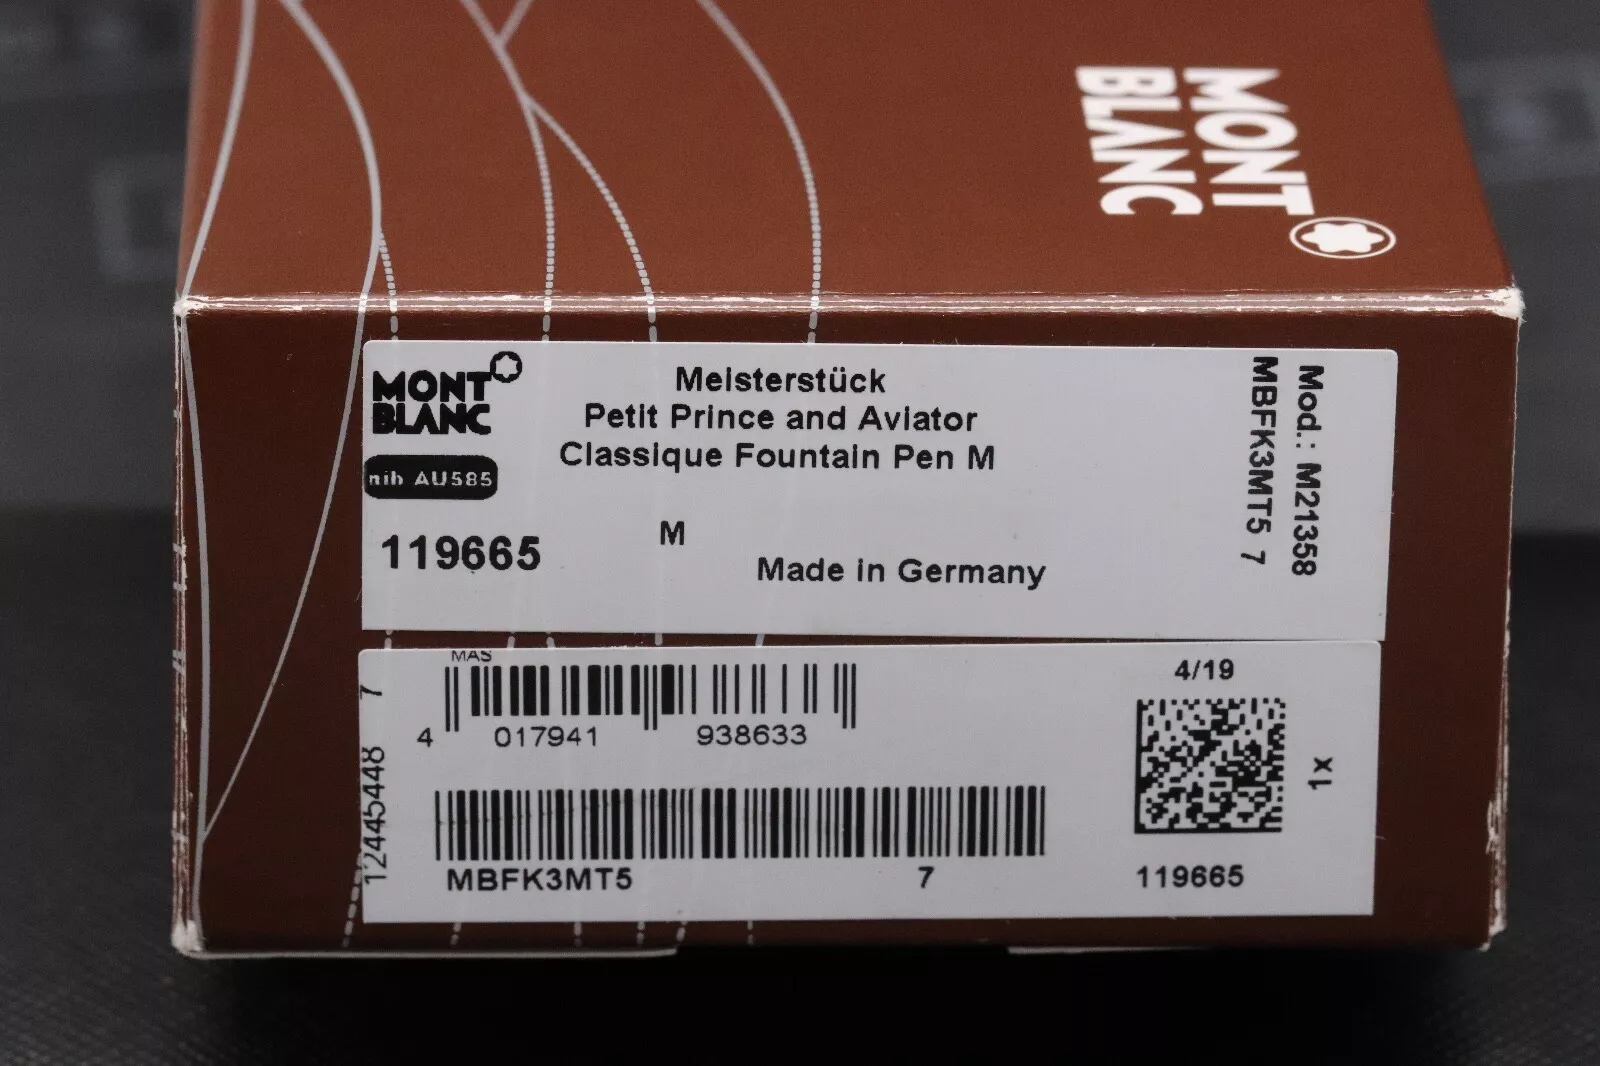 MONT
BLANC
MONT
BLANC
nib AU585
Meisterstück
Petit Prince and Aviator
Classique Fountain Pen M
119665
M
Made in Germany
Mod.: M21358
MBFK3MT5 7
MAS
4 017941 938633
12445448 7
MBFK3MT5 7
4/19
1x
119665